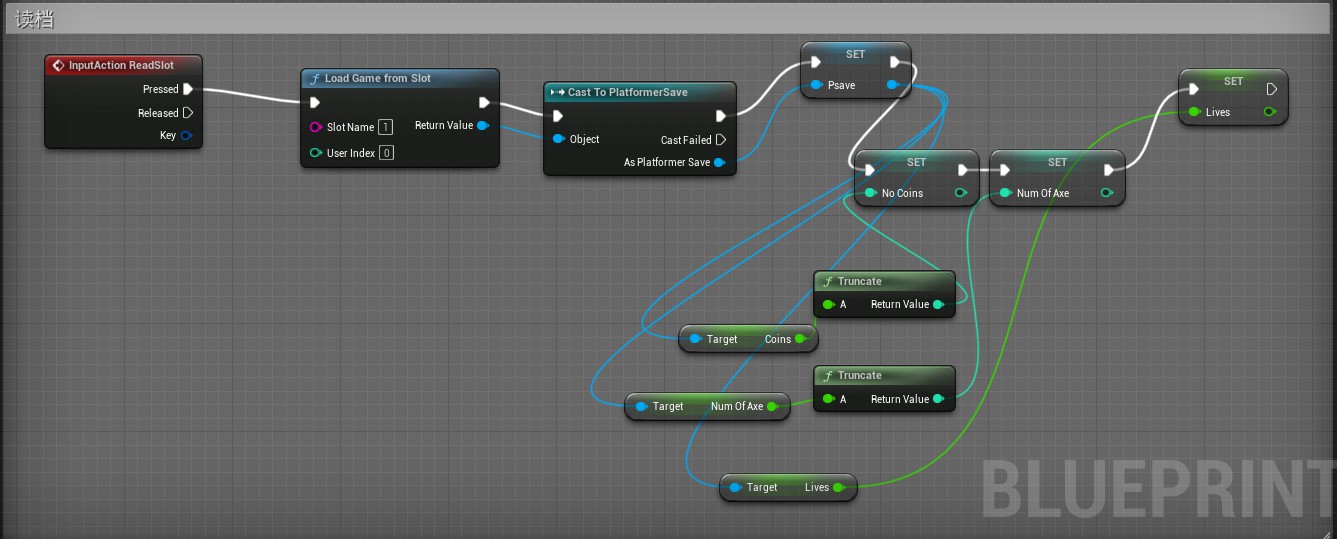 读档
InputAction ReadSlot
Pressed
Released
Key
Load Game from Slot
Slot Name 1
Return Value
User Index 0
Cast To PlatformerSave
Object
Cast Failed
As Platformer Save
SET
Psave
SET
No Coins
SET
Num Of Axe
SET
Lives
Truncate
A Return Value
Target Coins
Truncate
A Return Value
Target Num Of Axe
Target Lives
BLUEPRINT